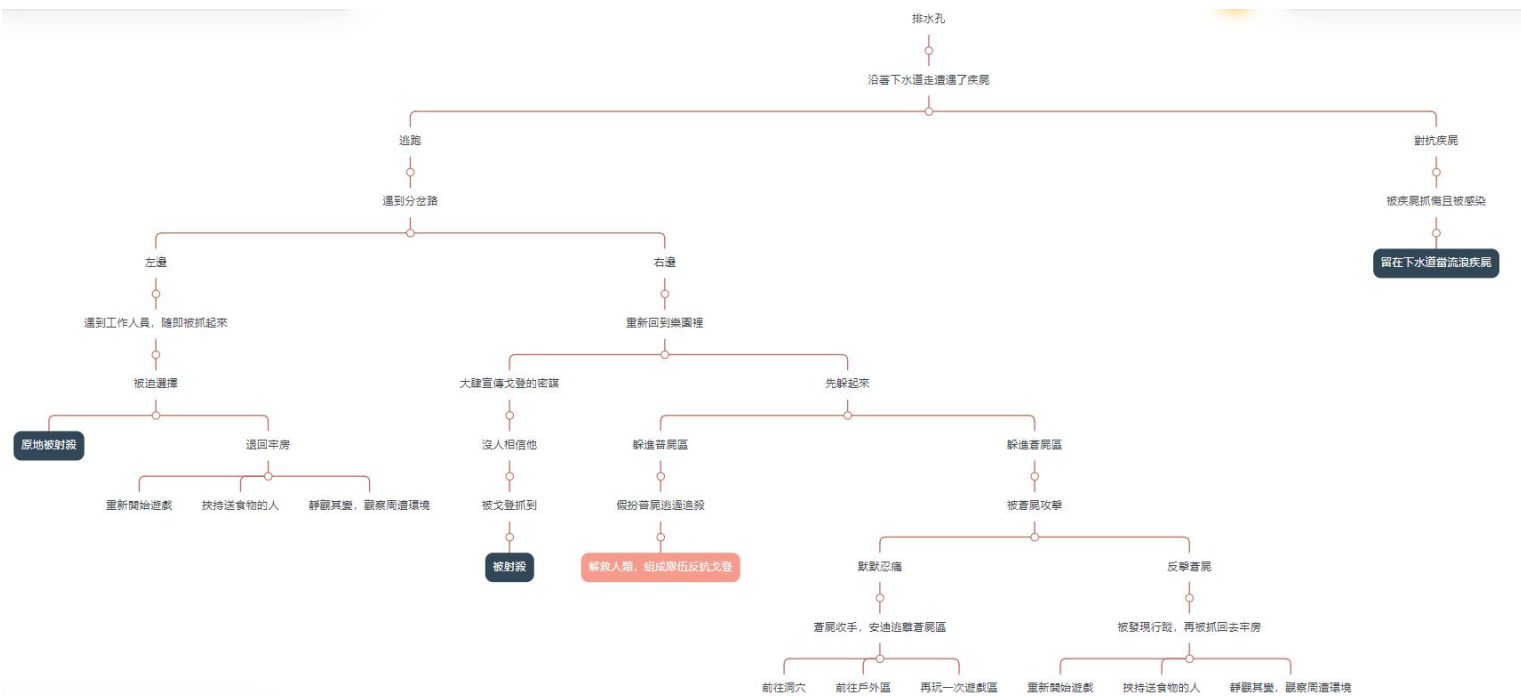 排水孔
沿著下水道走遭遇了疾屍
逃跑
對抗疾屍
遇到分岔路
被疾屍抓傷且被感染
左邊
右邊
留在下水道當流浪疾屍
遇到工作人員，隨即被抓起來
重新回到樂園裡
被迫選擇
大肆宣傳戈登的密謀
先躲起來
原地被射殺
退回牢房
沒人相信他
躲進普屍區
躲進蒼屍區
重新開始遊戲
挾持送食物的人
靜觀其變，觀察周遭環境
被戈登抓到
假扮普屍逃過追殺
被蒼屍攻擊
被射殺
解救人類，組成隊伍反抗戈登
默默忍痛
反擊蒼屍
蒼屍收手，安迪逃離蒼屍區
被發現行蹤，再被抓回去牢房
前往洞穴
前往戶外區
再玩一次遊戲區
重新開始遊戲
挾持送食物的人
靜觀其變，觀察周遭環境